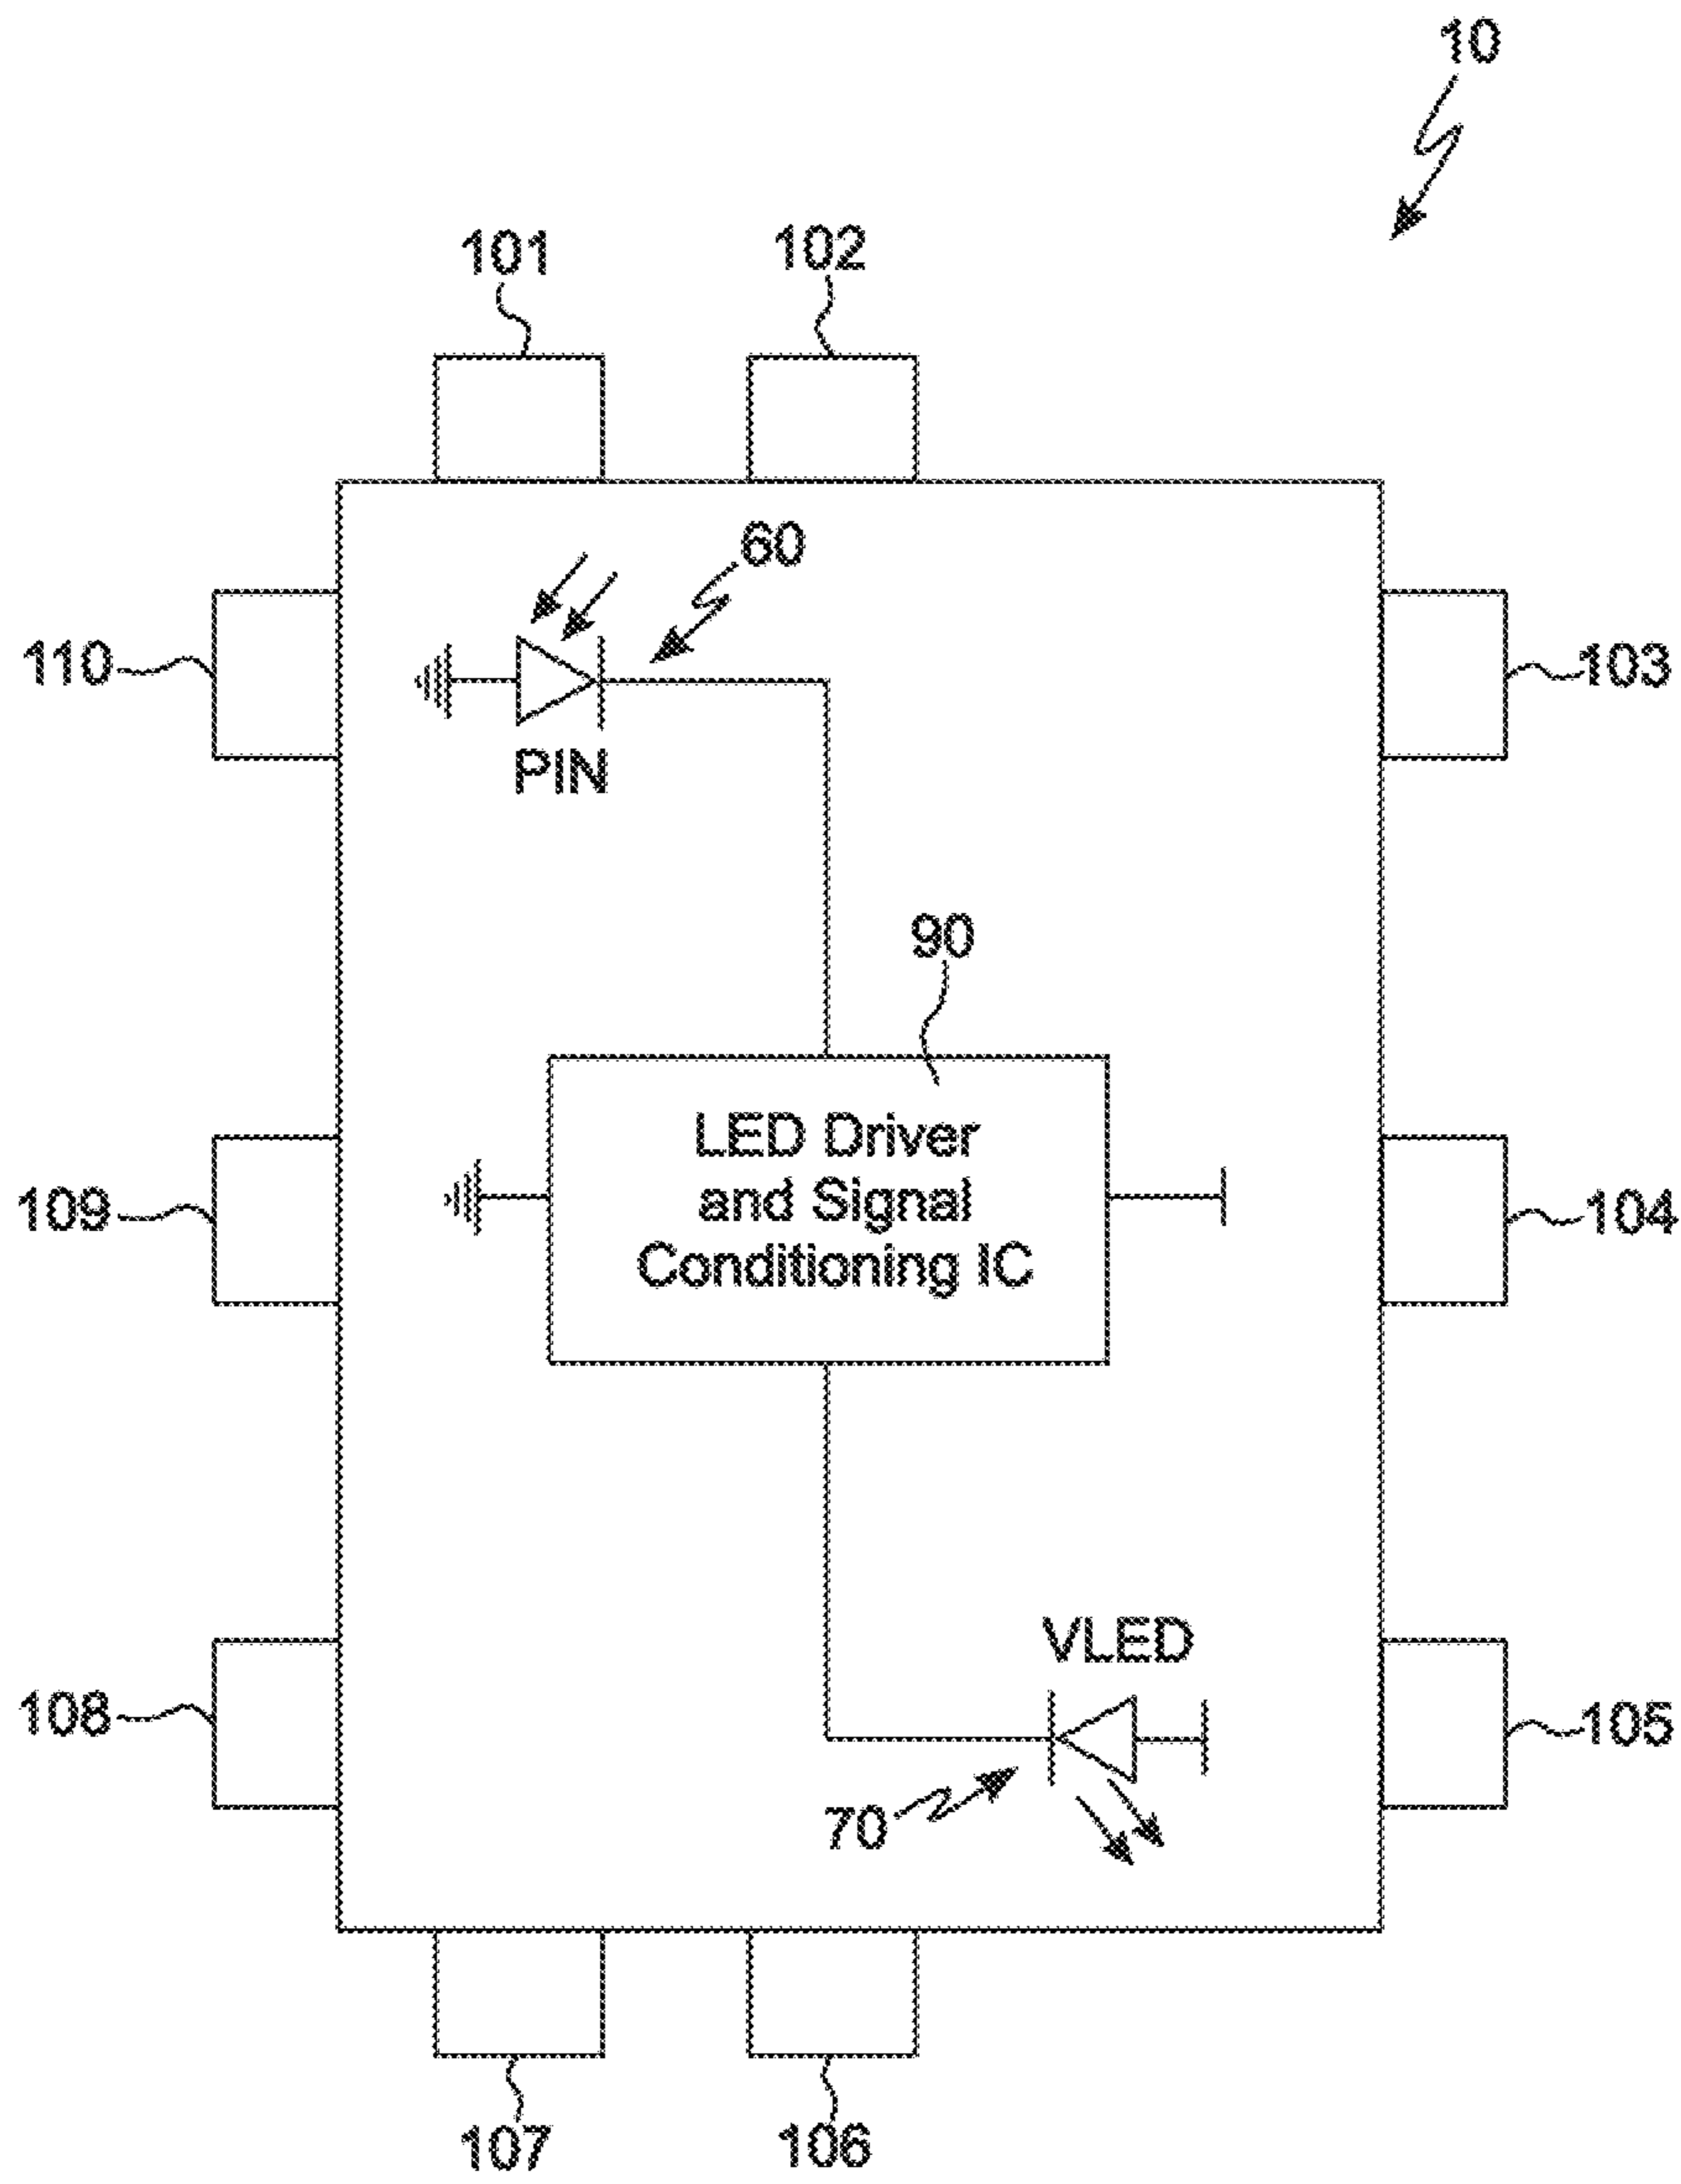 10
101
102
60
110
103
PIN
90
LED Driver
and Signal
Conditioning IC
109
104
VLED
108
105
70
107
106